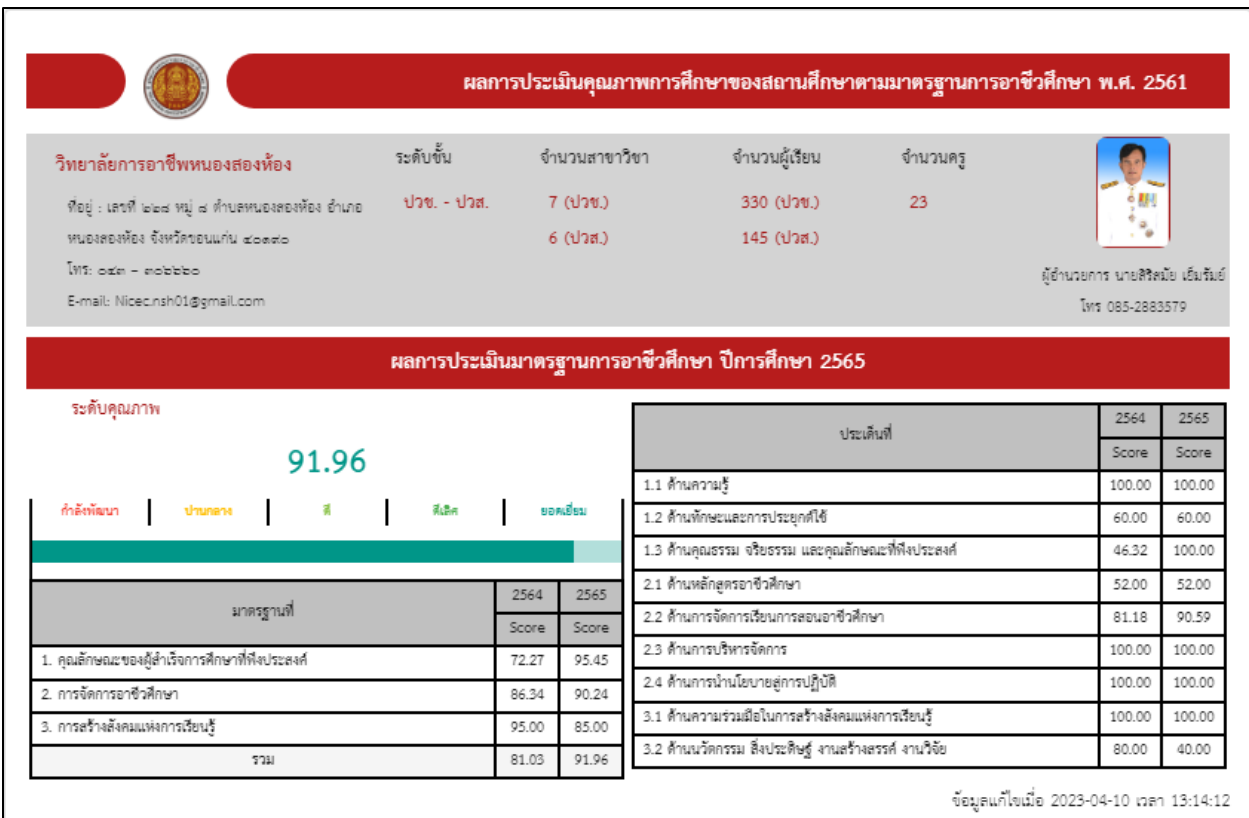 ผลการประเมินคุณภาพการศึกษาของสถานศึกษาตามมาตรฐานการอาชีวศึกษา พ.ศ. 2561
วิทยาลัยการอาชีพหนองสองห้อง
ที่อยู่ : เลขที่ ๒๒๘ หมู่ ๘ ตำบลหนองสองห้อง อำเภอ
หนองสองห้อง จังหวัดขอนแก่น ๔๐๑๙๐
โทร: ๐๔๓ – ๓๐๖๖๖๐
E-mail: Nicec.nsh01@gmail.com
ระดับชั้น จำนวนสาขาวิชา จำนวนผู้เรียน จำนวนครู
ปวช. - ปวส. 7 (ปวช.) 330 (ปวช.) 23
6 (ปวส.) 145 (ปวส.)
ผู้อำนวยการ นายสิริสมัย เย็มรัมย์
โทร 085-2883579
ผลการประเมินมาตรฐานการอาชีวศึกษา ปีการศึกษา 2565
ระดับคุณภาพ
91.96
กำลังพัฒนา ปานกลาง ดี ดีเลิศ ยอดเยี่ยม
มาตรฐานที่ 2564 2565
Score Score
1. คุณลักษณะของผู้สำเร็จการศึกษาที่พึงประสงค์ 72.27 95.45
2. การจัดการอาชีวศึกษา 86.34 90.24
3. การสร้างสังคมแห่งการเรียนรู้ 95.00 85.00
รวม 81.03 91.96
ประเด็นที่ 2564 2565
Score Score
1.1 ด้านความรู้ 100.00 100.00
1.2 ด้านทักษะและการประยุกต์ใช้ 60.00 60.00
1.3 ด้านคุณธรรม จริยธรรม และคุณลักษณะที่พึงประสงค์ 46.32 100.00
2.1 ด้านหลักสูตรอาชีวศึกษา 52.00 52.00
2.2 ด้านการจัดการเรียนการสอนอาชีวศึกษา 81.18 90.59
2.3 ด้านการบริหารจัดการ 100.00 100.00
2.4 ด้านการนำนโยบายสู่การปฏิบัติ 100.00 100.00
3.1 ด้านความร่วมมือในการสร้างสังคมแห่งการเรียนรู้ 100.00 100.00
3.2 ด้านนวัตกรรม สิ่งประดิษฐ์ งานสร้างสรรค์ งานวิจัย 80.00 40.00
ข้อมูลแก้ไขเมื่อ 2023-04-10 เวลา 13:14:12